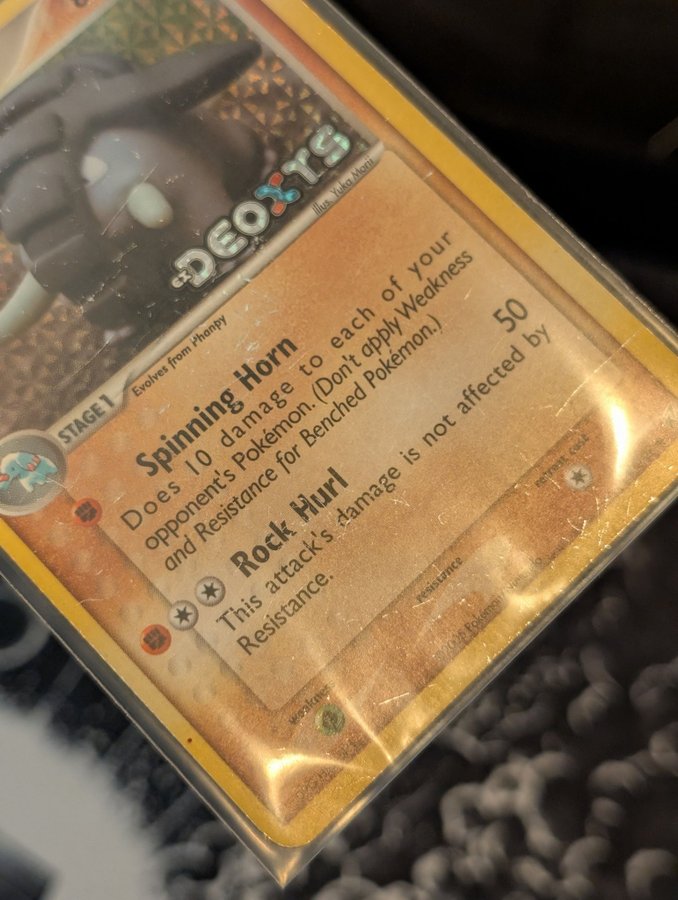 ex DEOXYS
Illus. Yuka Morii
STAGE 1
Evolves from Phanpy
Spinning Horn
Does 10 damage to each of your
opponent's Pokémon. (Don't apply Weakness
and Resistance for Benched Pokémon.)
Rock Hurl 50
This attack's damage is not affected by
Resistance.
weakness
resistance
retreat cost
Pokémon